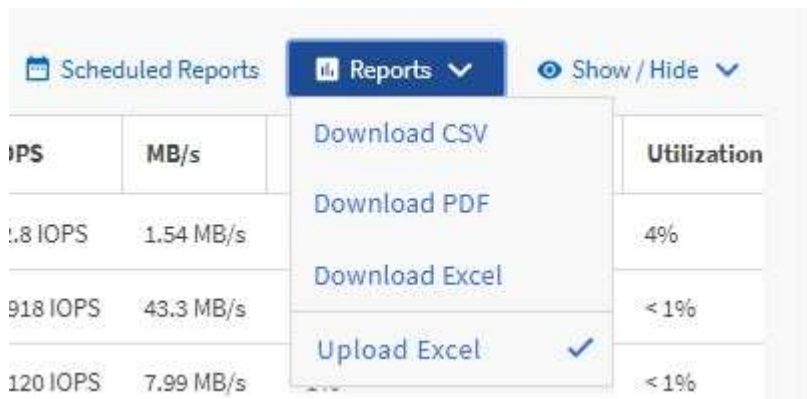 Scheduled Reports Reports Show / Hide
MB/s Utilization
Download CSV
Download PDF
.8 IOPS 1.54 MB/s 4%
Download Excel
918 IOPS 43.3 MB/s < 1%
Upload Excel
120 IOPS 7.99 MB/s < 1%